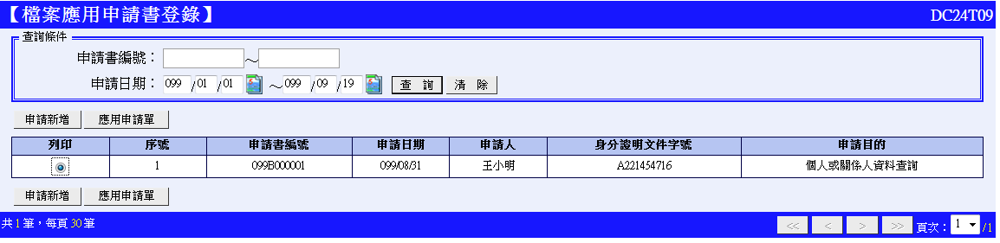 【檔案應用申請書登錄】 DC24T09
查詢條件
申請書編號： ～
申請日期： 099 /01 /01 ～099 /09 /19 查 詢 清 除
申請新增 應用申請單
列印 序號 申請書編號 申請日期 申請人 身分證明文件字號 申請目的
1 099B000001 099/08/31 王小明 A221454716 個人或關係人資料查詢
申請新增 應用申請單
共1筆，每頁30筆 << < > >> 頁次：1 /1